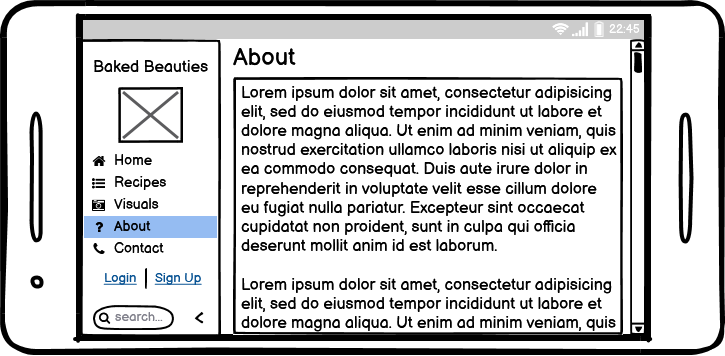 22:45
Baked Beauties
Home
Recipes
Visuals
? About
Contact
Login | Sign Up
search...
<
About
Lorem ipsum dolor sit amet, consectetur adipisicing
elit, sed do eiusmod tempor incididunt ut labore et
dolore magna aliqua. Ut enim ad minim veniam, quis
nostrud exercitation ullamco laboris nisi ut aliquip ex
ea commodo consequat. Duis aute irure dolor in
reprehenderit in voluptate velit esse cillum dolore
eu fugiat nulla pariatur. Excepteur sint occaecat
cupidatat non proident, sunt in culpa qui officia
deserunt mollit anim id est laborum.
Lorem ipsum dolor sit amet, consectetur adipisicing
elit, sed do eiusmod tempor incididunt ut labore et
dolore magna aliqua. Ut enim ad minim veniam, quis